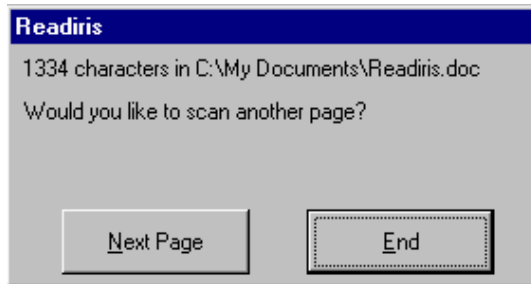 Readiris
1334 characters in C:\My Documents\Readiris.doc
Would you like to scan another page?
Next Page
End